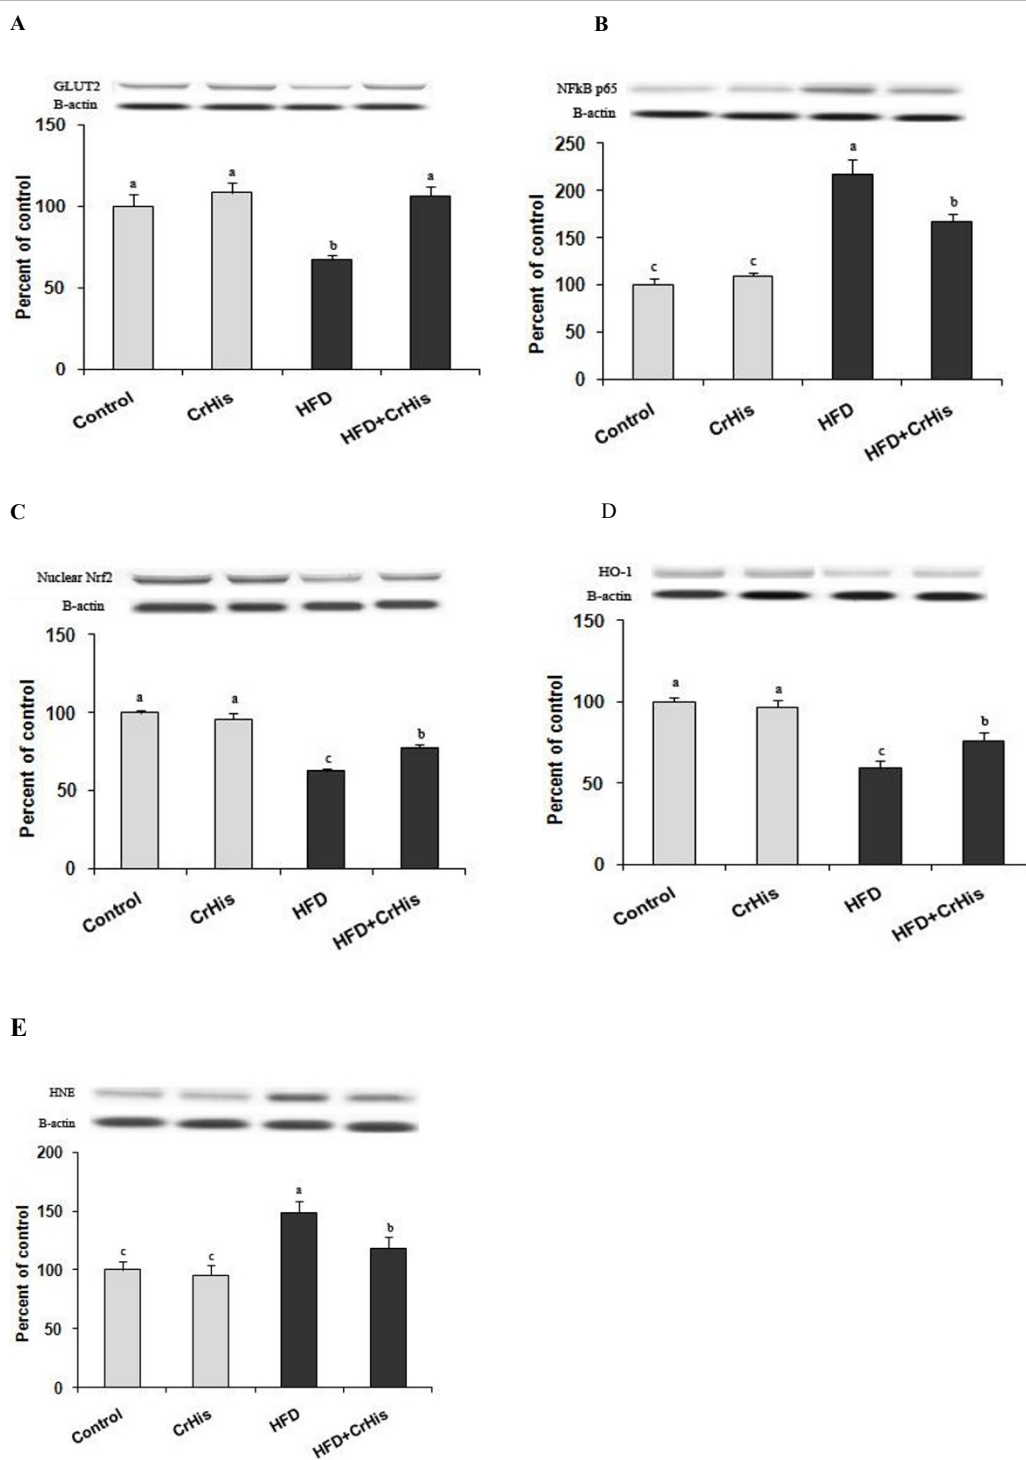 A
GLUT2
B-actin
150
100
50
0
Percent of control
a
a
b
a
Control
CrHis
HFD
HFD+CrHis
B
NFkB p65
B-actin
250
200
150
100
50
0
Percent of control
c
c
a
b
Control
CrHis
HFD
HFD+CrHis
C
Nuclear Nrf2
B-actin
150
100
50
0
Percent of control
a
a
c
b
Control
CrHis
HFD
HFD+CrHis
D
HO-1
B-actin
150
100
50
0
Percent of control
a
a
c
b
Control
CrHis
HFD
HFD+CrHis
E
HNE
B-actin
200
150
100
50
0
Percent of control
c
c
a
b
Control
CrHis
HFD
HFD+CrHis